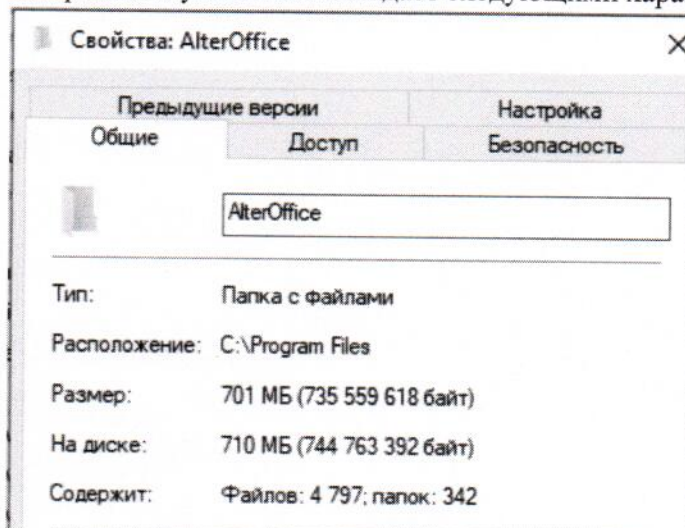 Свойства: AlterOffice
Предыдущие версии Настройка
Общие Доступ Безопасность
AlterOffice
Тип: Папка с файлами
Расположение: C:\Program Files
Размер: 701 МБ (735 559 618 байт)
На диске: 710 МБ (744 763 392 байт)
Содержит: Файлов: 4 797; папок: 342